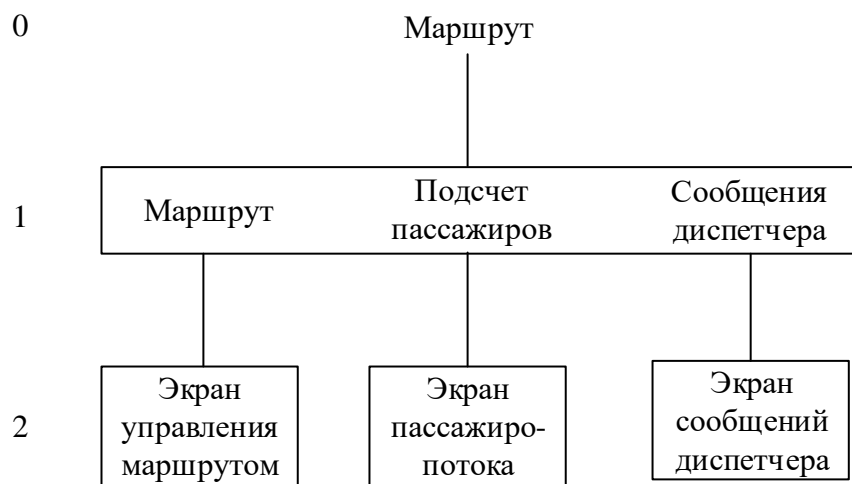 0
Маршрут
1
Маршрут
Подсчет
пассажиров
Сообщения
диспетчера
2
Экран
управления
маршрутом
Экран
пассажиро-
потока
Экран
сообщений
диспетчера